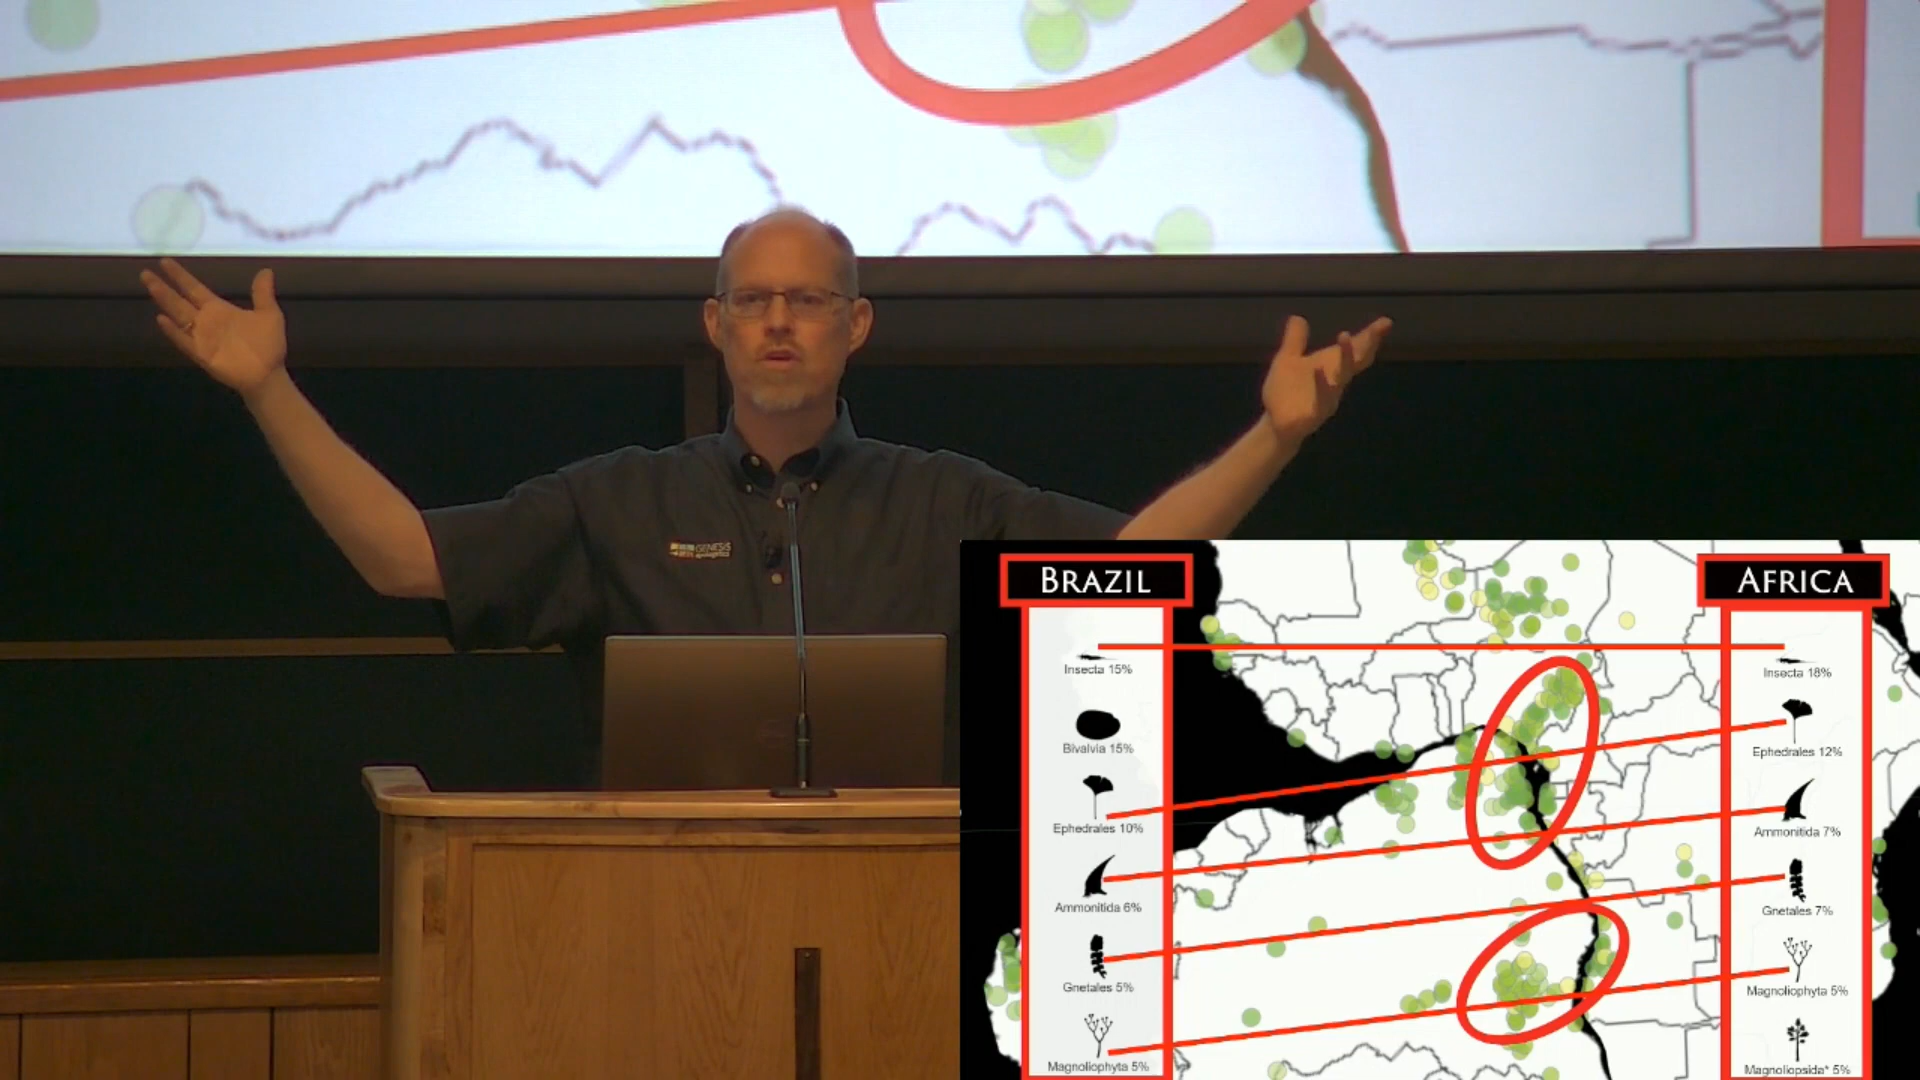 GENESIS
apologetics
BRAZIL
Insecta 15%
Bivalvia 15%
Ephedrales 10%
Ammonitida 6%
Gnetales 5%
Magnoliophyta 5%
AFRICA
Insecta 18%
Ephedrales 12%
Ammonitida 7%
Gnetales 7%
Magnoliophyta 5%
Magnoliopsida* 5%